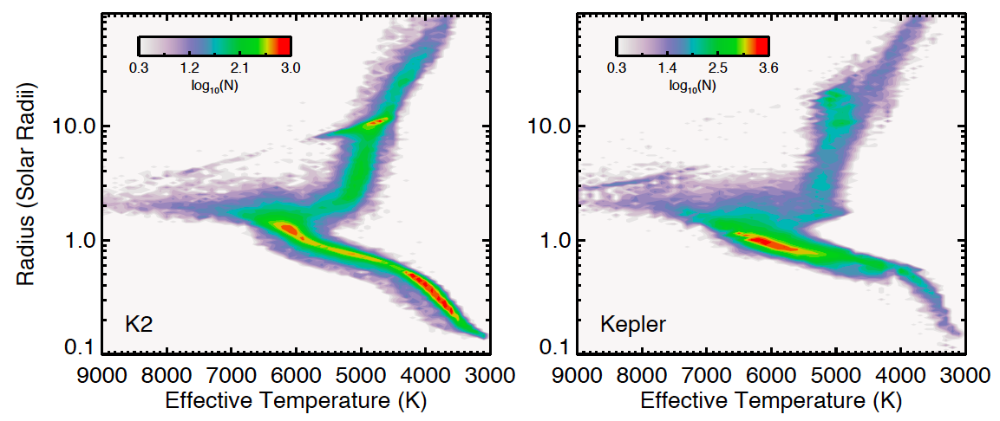 0.3 1.2 2.1 3.0
log10(N)
Radius (Solar Radii)
10.0
1.0
0.1
K2
9000 8000 7000 6000 5000 4000 3000
Effective Temperature (K)
0.3 1.4 2.5 3.6
log10(N)
10.0
1.0
0.1
Kepler
9000 8000 7000 6000 5000 4000 3000
Effective Temperature (K)